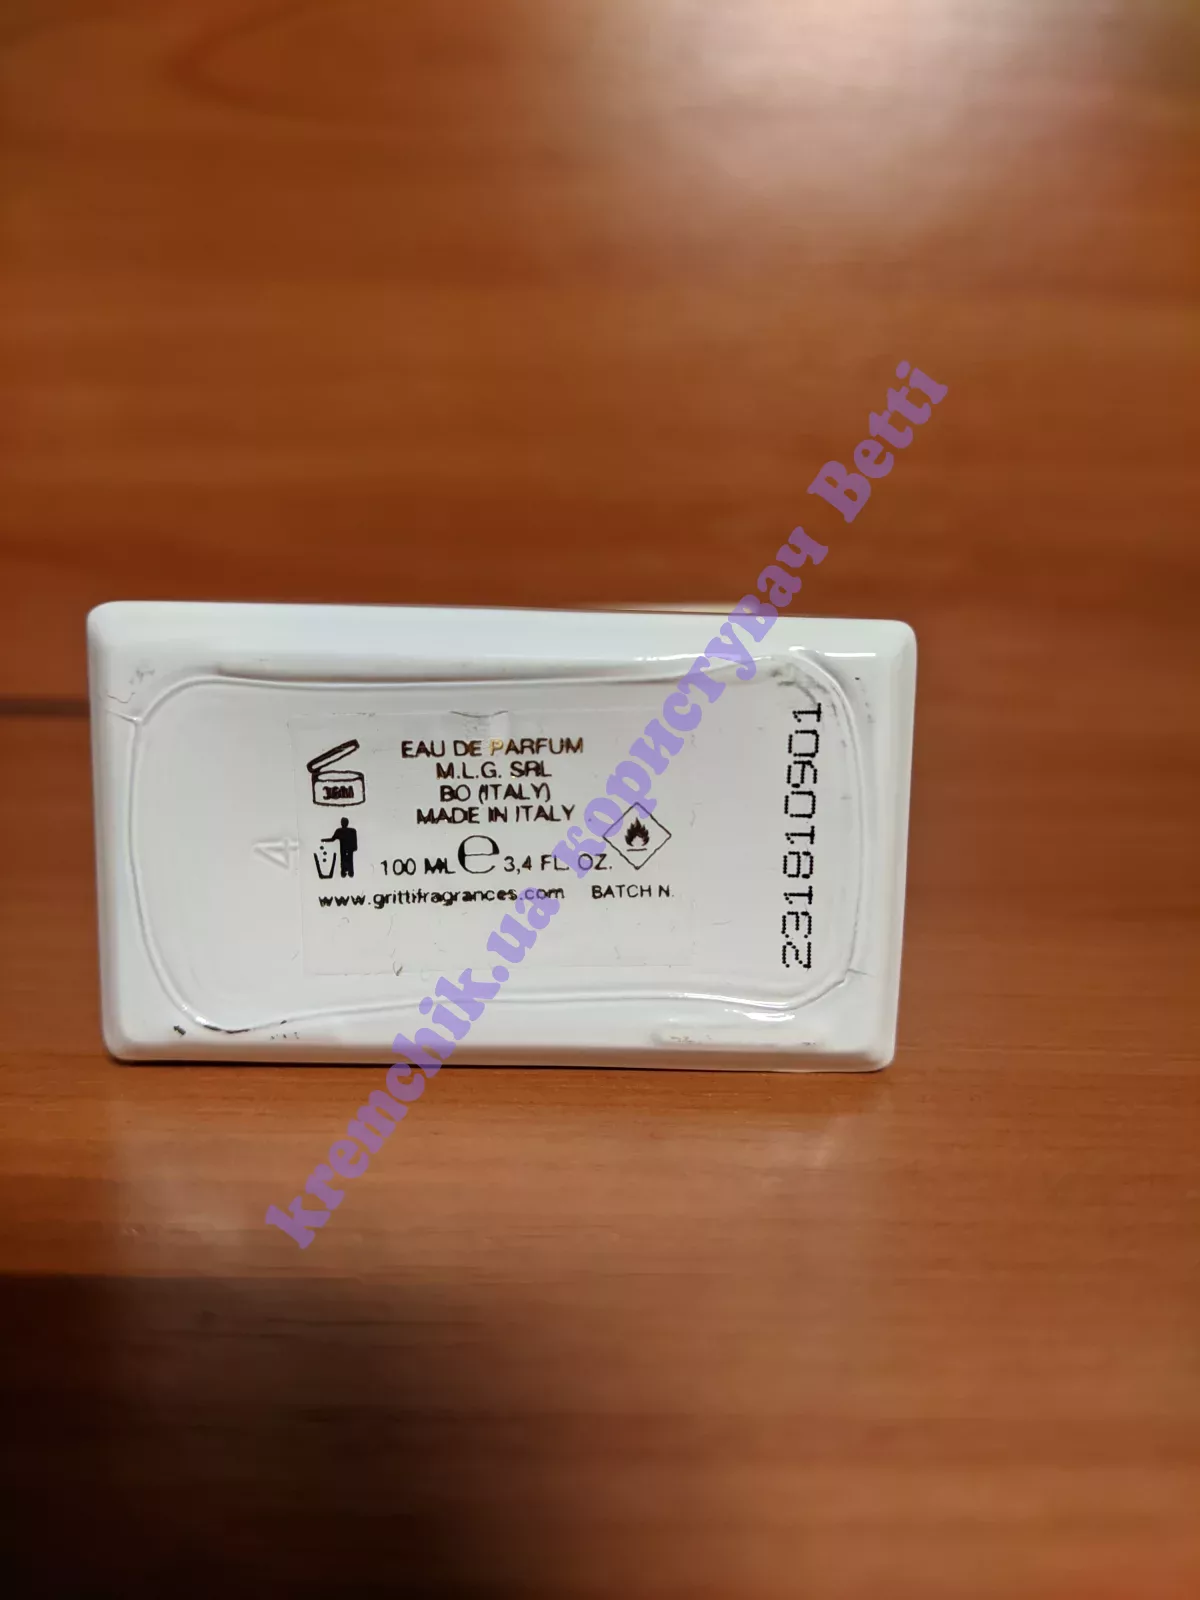 EAU DE PARFUM
M.L.G. SRL
BO (ITALY)
MADE IN ITALY
36M
100 ML e 3,4 FL. OZ.
www.grittifragrances.com BATCH N.
231810901
4
kremchik.ua користувач Betti